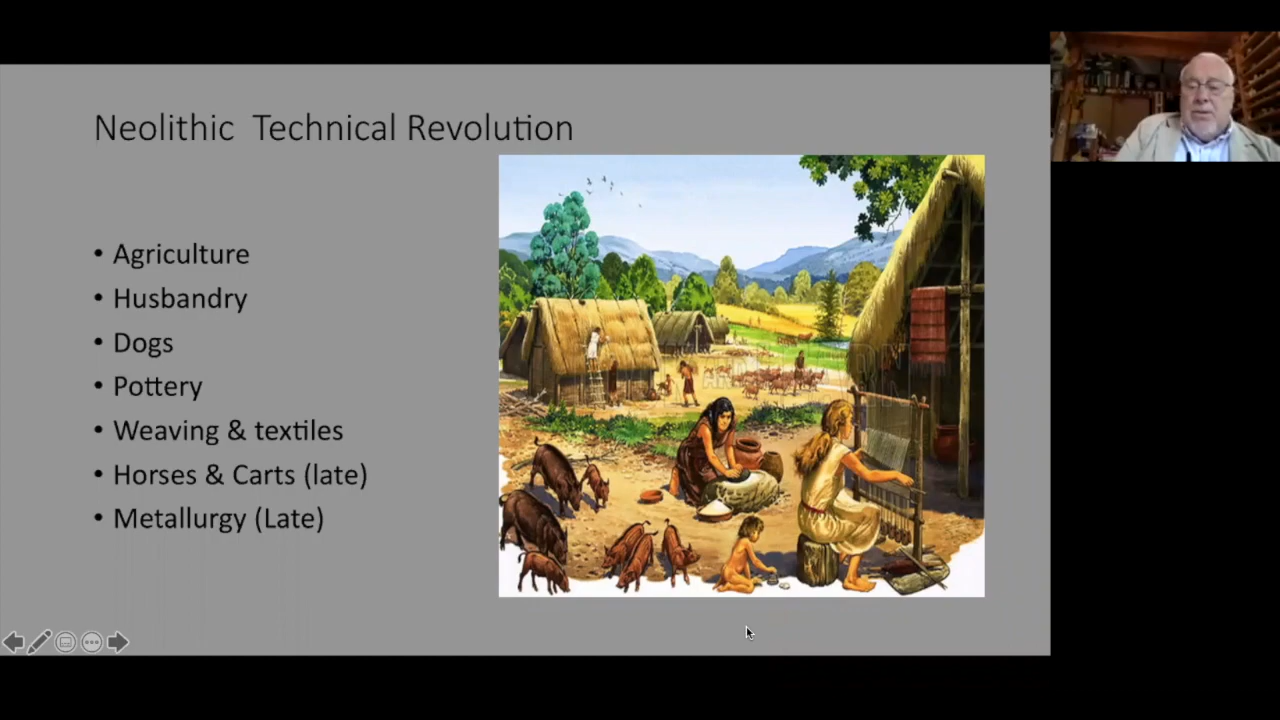 Neolithic Technical Revolution
• Agriculture
• Husbandry
• Dogs
• Pottery
• Weaving & textiles
• Horses & Carts (late)
• Metallurgy (Late)